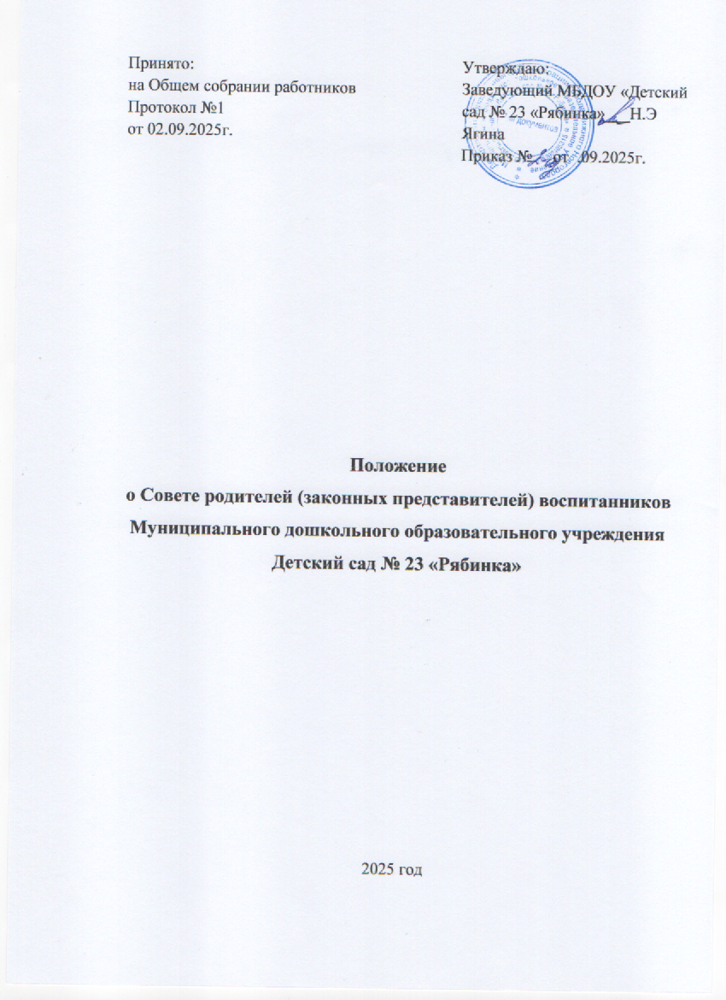 Принято:
на Общем собрании работников
Протокол №1
от 02.09.2025г.
Утверждаю:
Заведующий МБДОУ «Детский
сад № 23 «Рябинка» Н.Э
Ягина
Приказ № от .09.2025г.
документов
Положение
о Совете родителей (законных представителей) воспитанников
Муниципального дошкольного образовательного учреждения
Детский сад № 23 «Рябинка»
2025 год